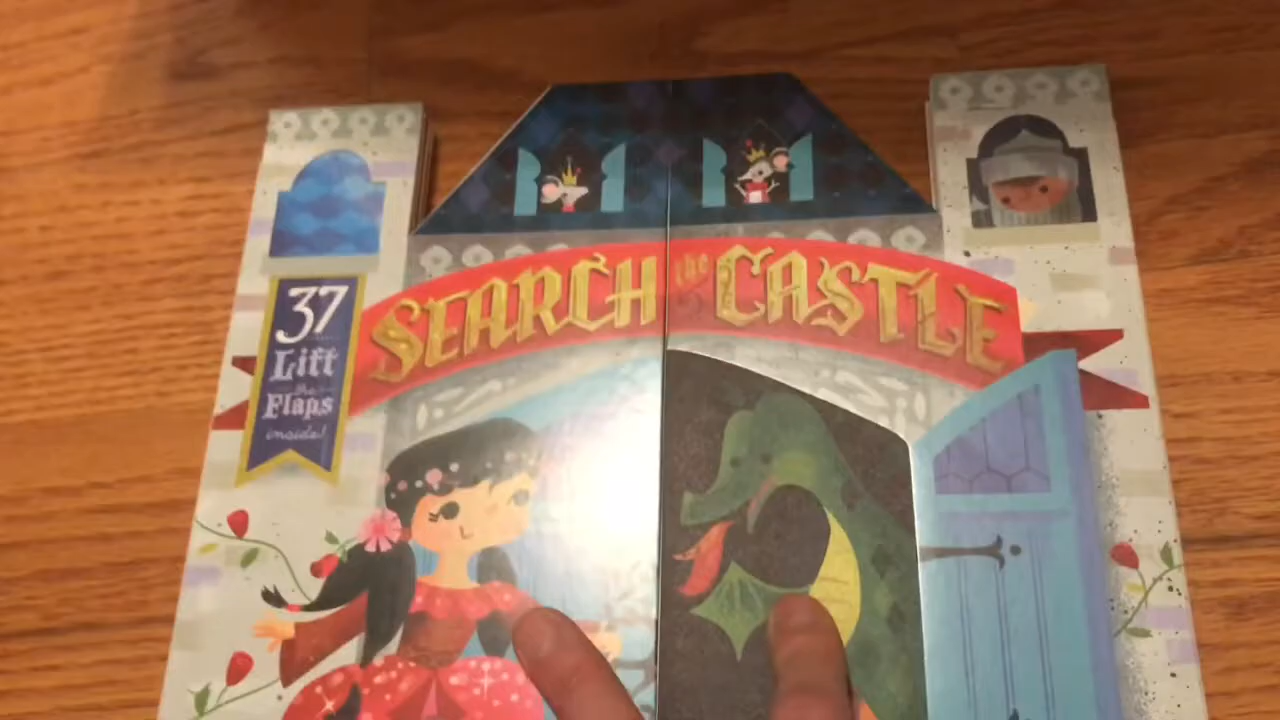 SEARCH the CASTLE
37
Lift
the
Flaps
inside!